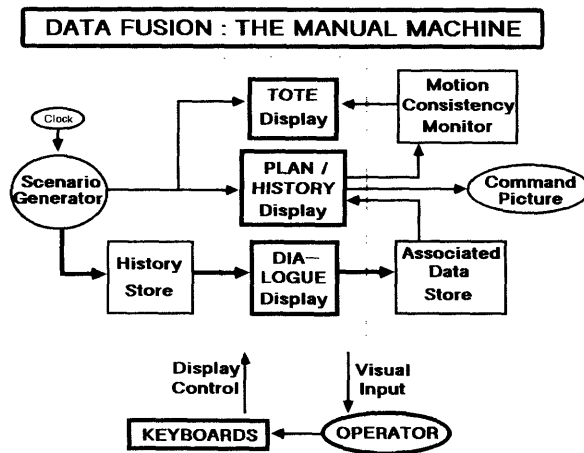 DATA FUSION : THE MANUAL MACHINE
Clock
TOTE
Display
Motion
Consistency
Monitor
Scenario
Generator
PLAN /
HISTORY
Display
Command
Picture
History
Store
DIA-
LOGUE
Display
Associated
Data
Store
Display
Control
Visual
Input
KEYBOARDS
OPERATOR